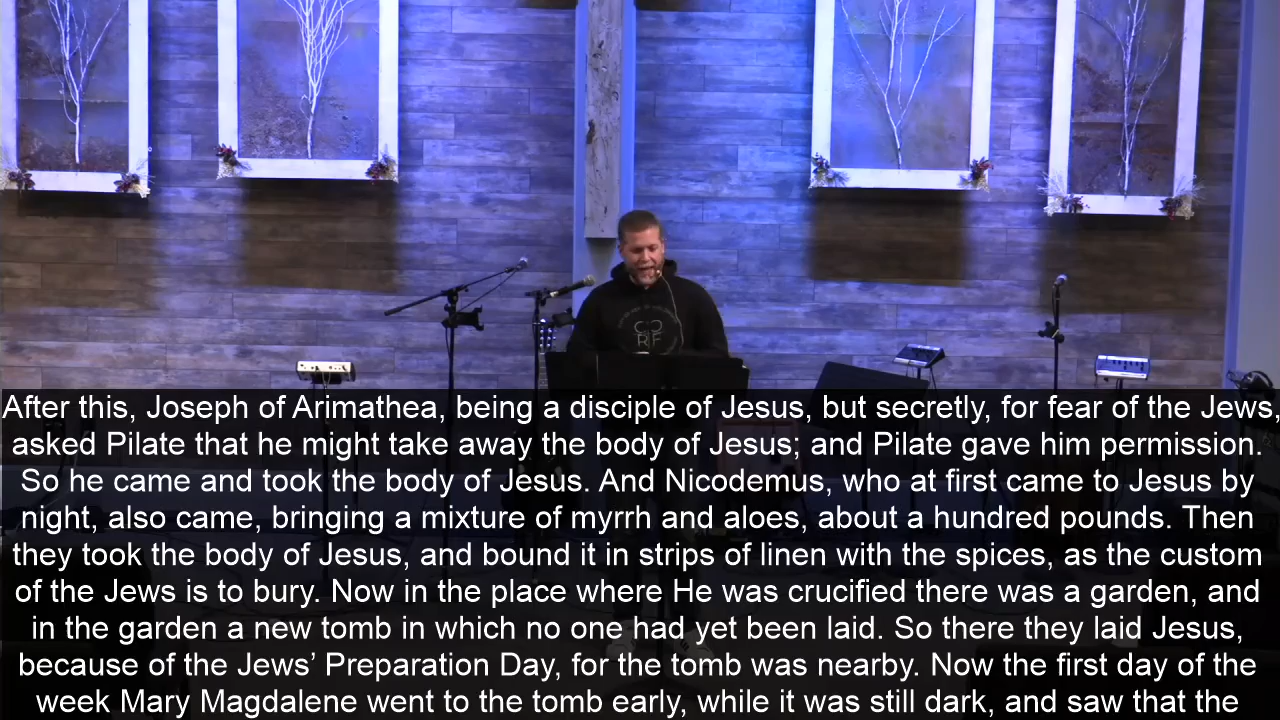 CO
RF
After this, Joseph of Arimathea, being a disciple of Jesus, but secretly, for fear of the Jews,
asked Pilate that he might take away the body of Jesus; and Pilate gave him permission.
So he came and took the body of Jesus. And Nicodemus, who at first came to Jesus by
night, also came, bringing a mixture of myrrh and aloes, about a hundred pounds. Then
they took the body of Jesus, and bound it in strips of linen with the spices, as the custom
of the Jews is to bury. Now in the place where He was crucified there was a garden, and
in the garden a new tomb in which no one had yet been laid. So there they laid Jesus,
because of the Jews’ Preparation Day, for the tomb was nearby. Now the first day of the
week Mary Magdalene went to the tomb early, while it was still dark, and saw that the